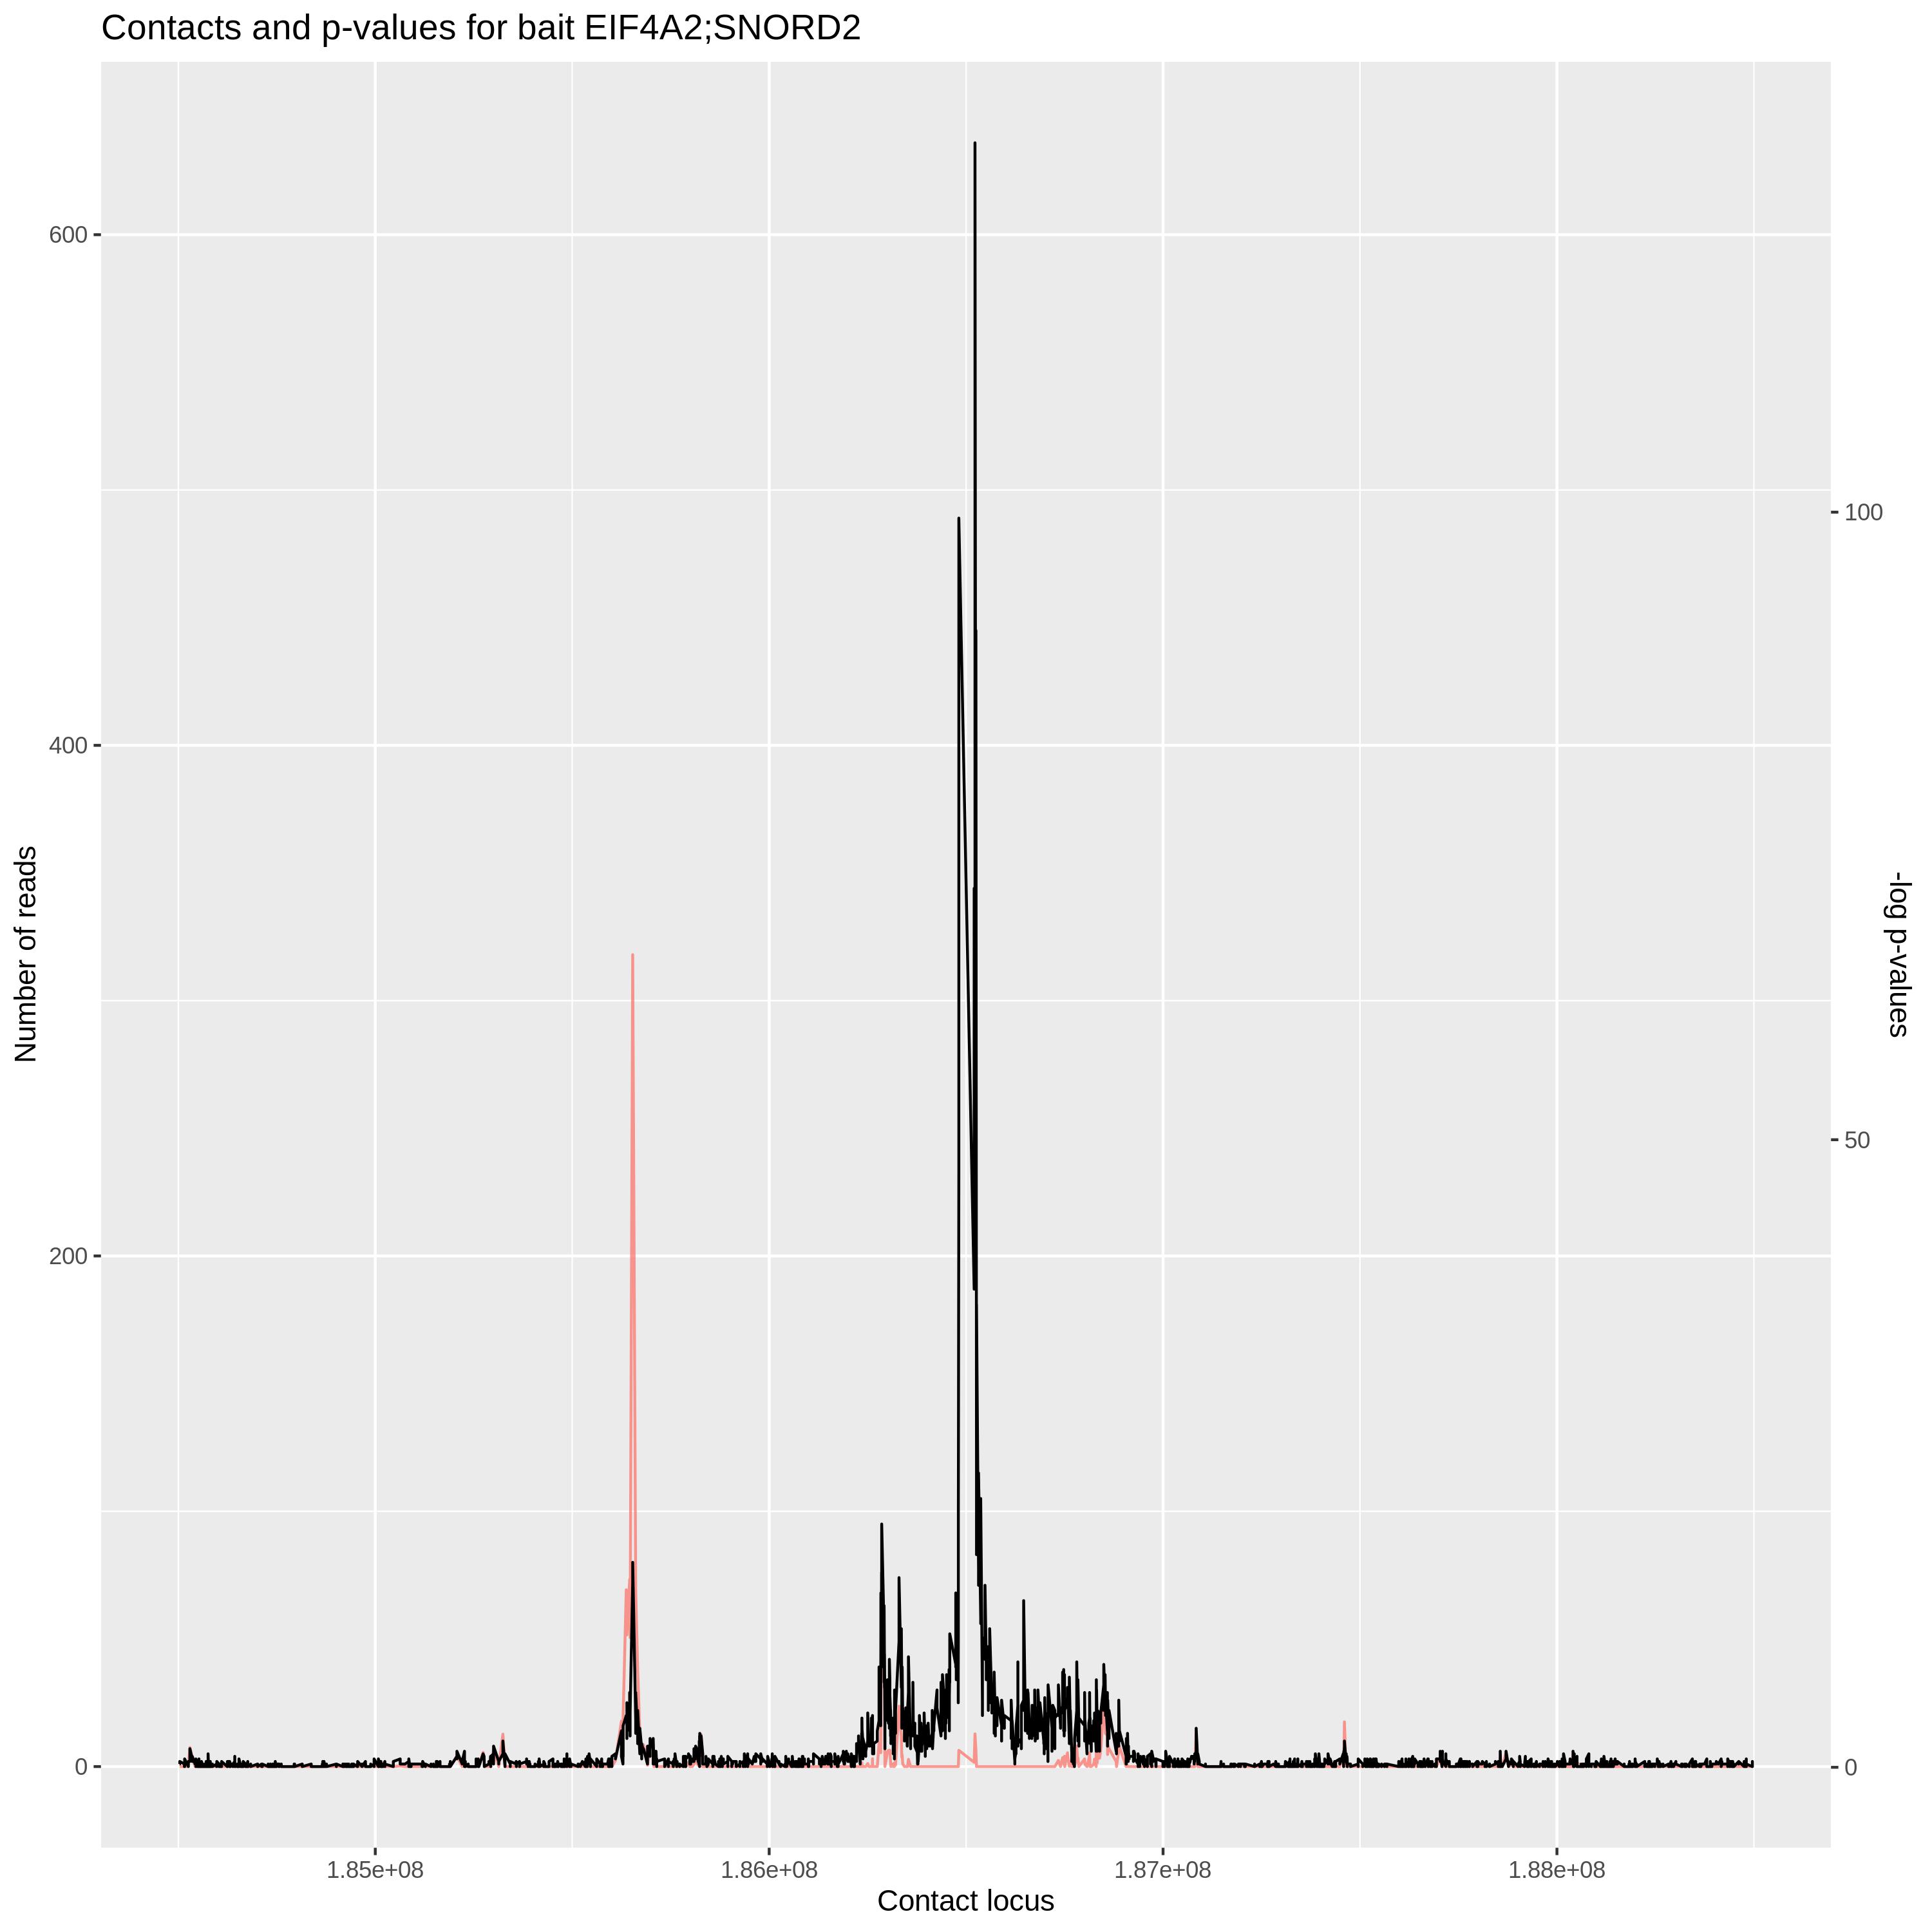 Contacts and p-values for bait EIF4A2;SNORD2
600
400
200
0
Number of reads
100
50
0
-log p-values
1.85e+08
1.86e+08
1.87e+08
1.88e+08
Contact locus